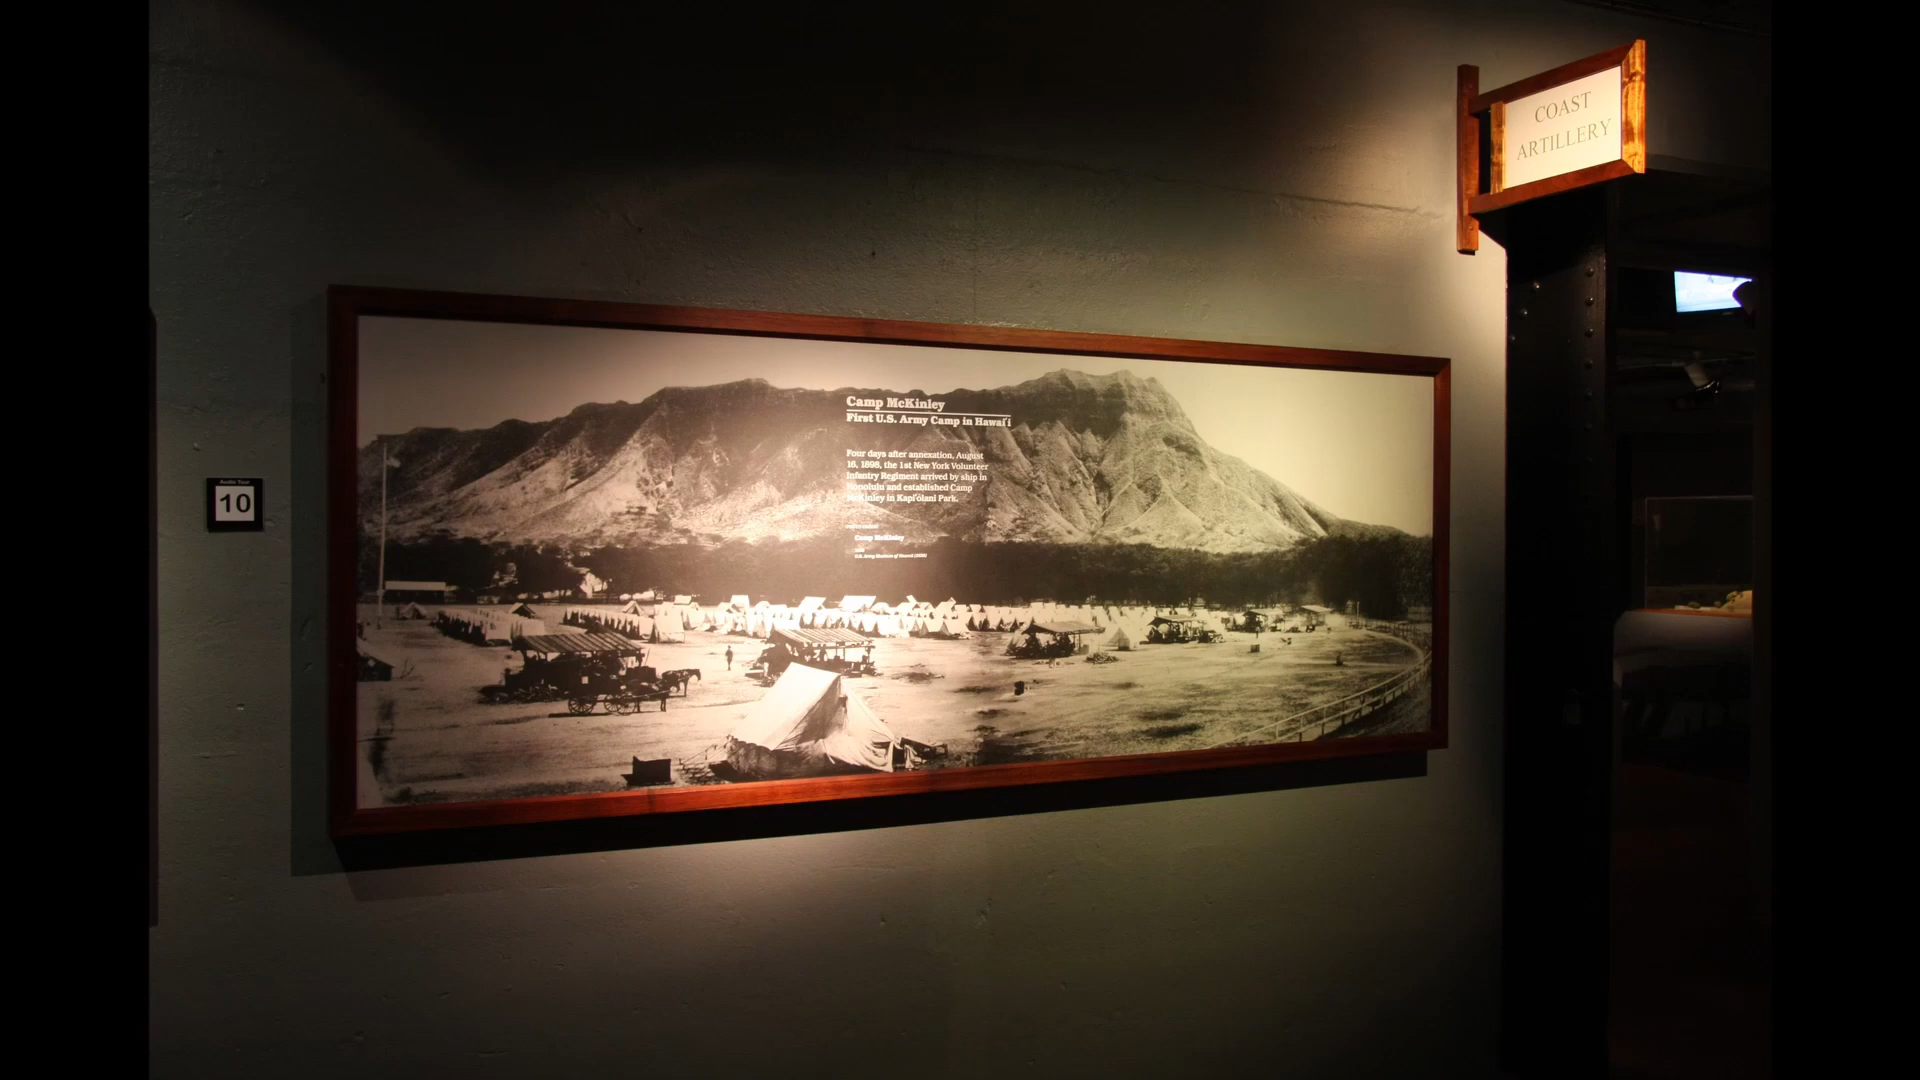 COAST
ARTILLERY
Camp McKinley
First U.S. Army Camp in Hawai'i
Four days after annexation, August
16, 1898, the 1st New York Volunteer
Infantry Regiment arrived by ship in
Honolulu and established Camp
McKinley in Kapi'olani Park.
Camp McKinley
Audio Tour
10